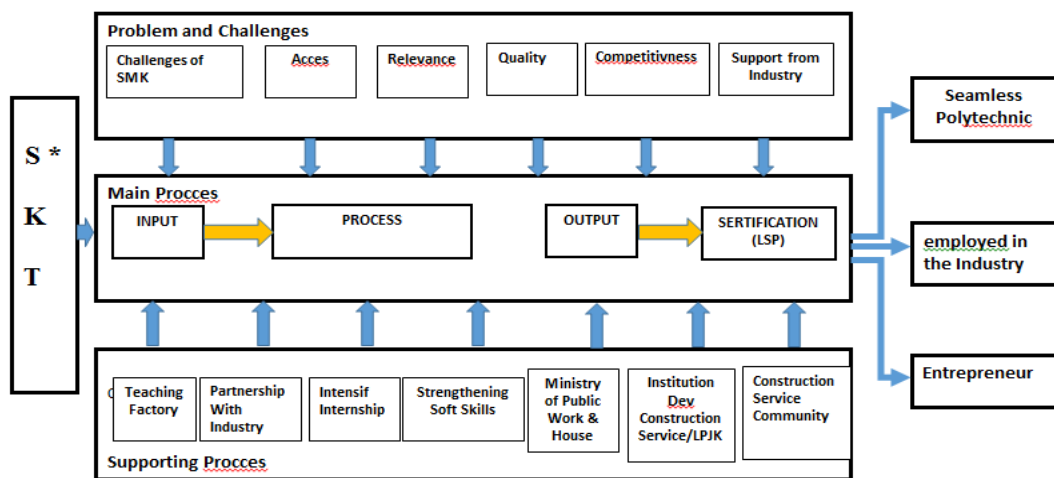 Problem and Challenges
Challenges of
SMK
Acces
Relevance
Quality
Competitivness
Support from
Industry
S *
K
T
Main Procces
INPUT
PROCESS
OUTPUT
SERTIFICATION
(LSP)
Seamless
Polytechnic
employed in
the Industry
Entrepreneur
Teaching
Factory
Partnership
With
Industry
Intensif
Internship
Strengthening
Soft Skills
Ministry
of Public
Work &
House
Institution
Dev
Construction
Service/LPJK
Construction
Service
Community
Supporting Procces